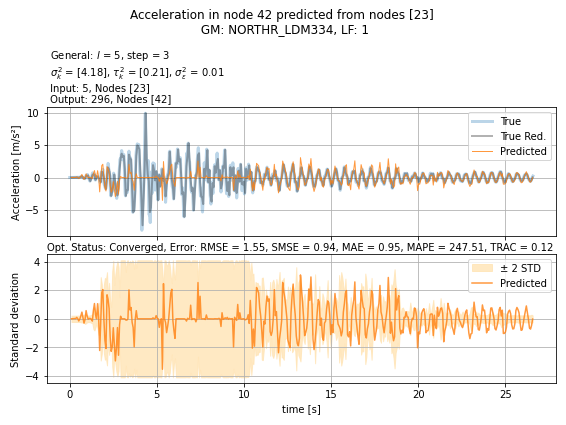 Acceleration in node 42 predicted from nodes [23]
GM: NORTHR_LDM334, LF: 1
General: l = 5, step = 3
σ²ₖ = [4.18], τ²ₖ = [0.21], σ²ε = 0.01
Input: 5, Nodes [23]
Output: 296, Nodes [42]
10
5
0
−5
Acceleration [m/s²]
True
True Red.
Predicted
Opt. Status: Converged, Error: RMSE = 1.55, SMSE = 0.94, MAE = 0.95, MAPE = 247.51, TRAC = 0.12
4
2
0
−2
−4
Standard deviation
± 2 STD
Predicted
0 5 10 15 20 25
time [s]